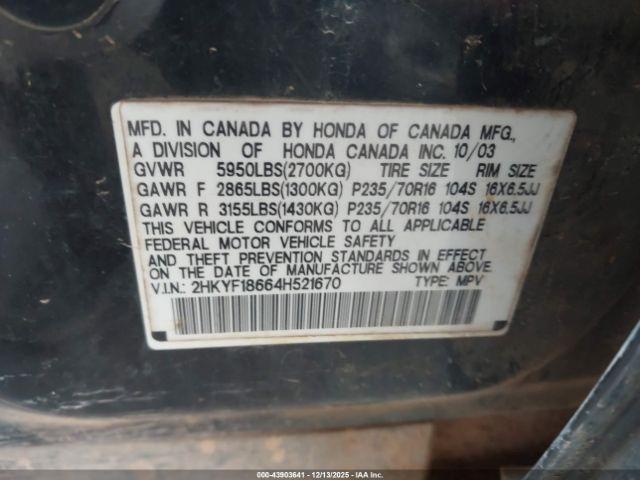 MFD. IN CANADA BY HONDA OF CANADA MFG.,
A DIVISION OF HONDA CANADA INC. 10/03
GVWR 5950LBS(2700KG) TIRE SIZE RIM SIZE
GAWR F 2865LBS(1300KG) P235/70R16 104S 16X6.5JJ
GAWR R 3155LBS(1430KG) P235/70R16 104S 16X6.5JJ
THIS VEHICLE CONFORMS TO ALL APPLICABLE
FEDERAL MOTOR VEHICLE SAFETY
AND THEFT PREVENTION STANDARDS IN EFFECT
ON THE DATE OF MANUFACTURE SHOWN ABOVE.
V.I.N.: 2HKYF18664H521670 TYPE: MPV
000-43903641 - 12/13/2025 - IAA Inc.